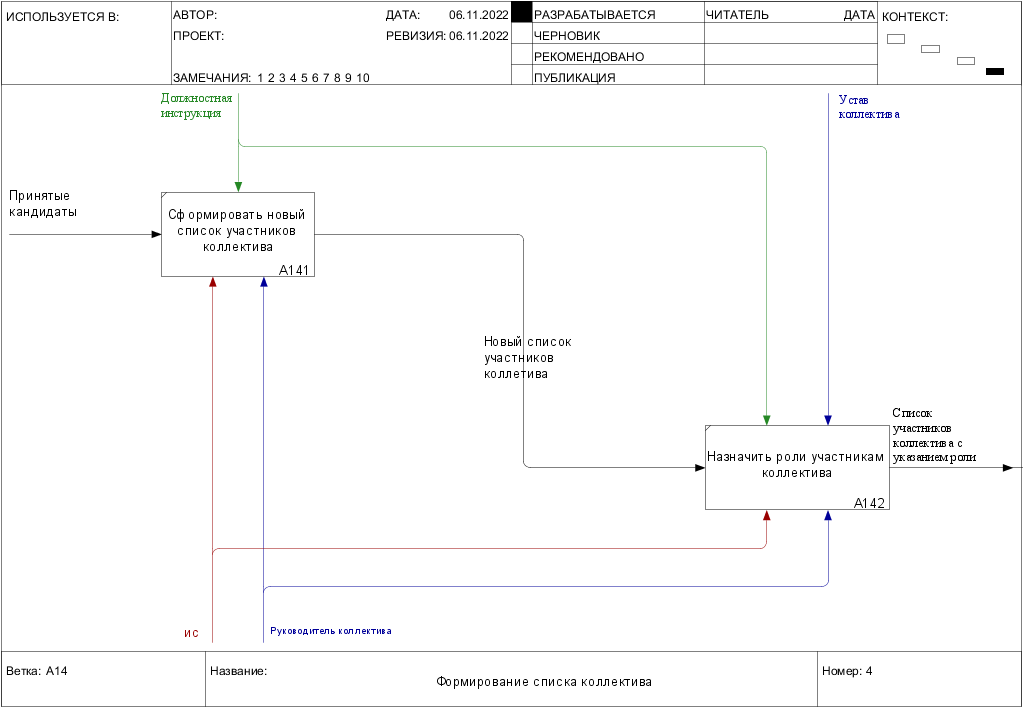 ИСПОЛЬЗУЕТСЯ В:
АВТОР:
ДАТА: 06.11.2022
РАЗРАБАТЫВАЕТСЯ
ЧИТАТЕЛЬ
ДАТА
КОНТЕКСТ:
ПРОЕКТ:
РЕВИЗИЯ: 06.11.2022
ЧЕРНОВИК
РЕКОМЕНДОВАНО
ЗАМЕЧАНИЯ: 1 2 3 4 5 6 7 8 9 10
ПУБЛИКАЦИЯ
Должностная
инструкция
Устав
коллектива
Принятые
кандидаты
Сформировать новый
список участников
коллектива
A141
Новый список
участников
коллетива
Список
участников
коллектива с
указанием роли
Назначить роли участникам
коллектива
A142
ИС
Руководитель коллектива
Ветка: A14
Название:
Формирование списка коллектива
Номер: 4